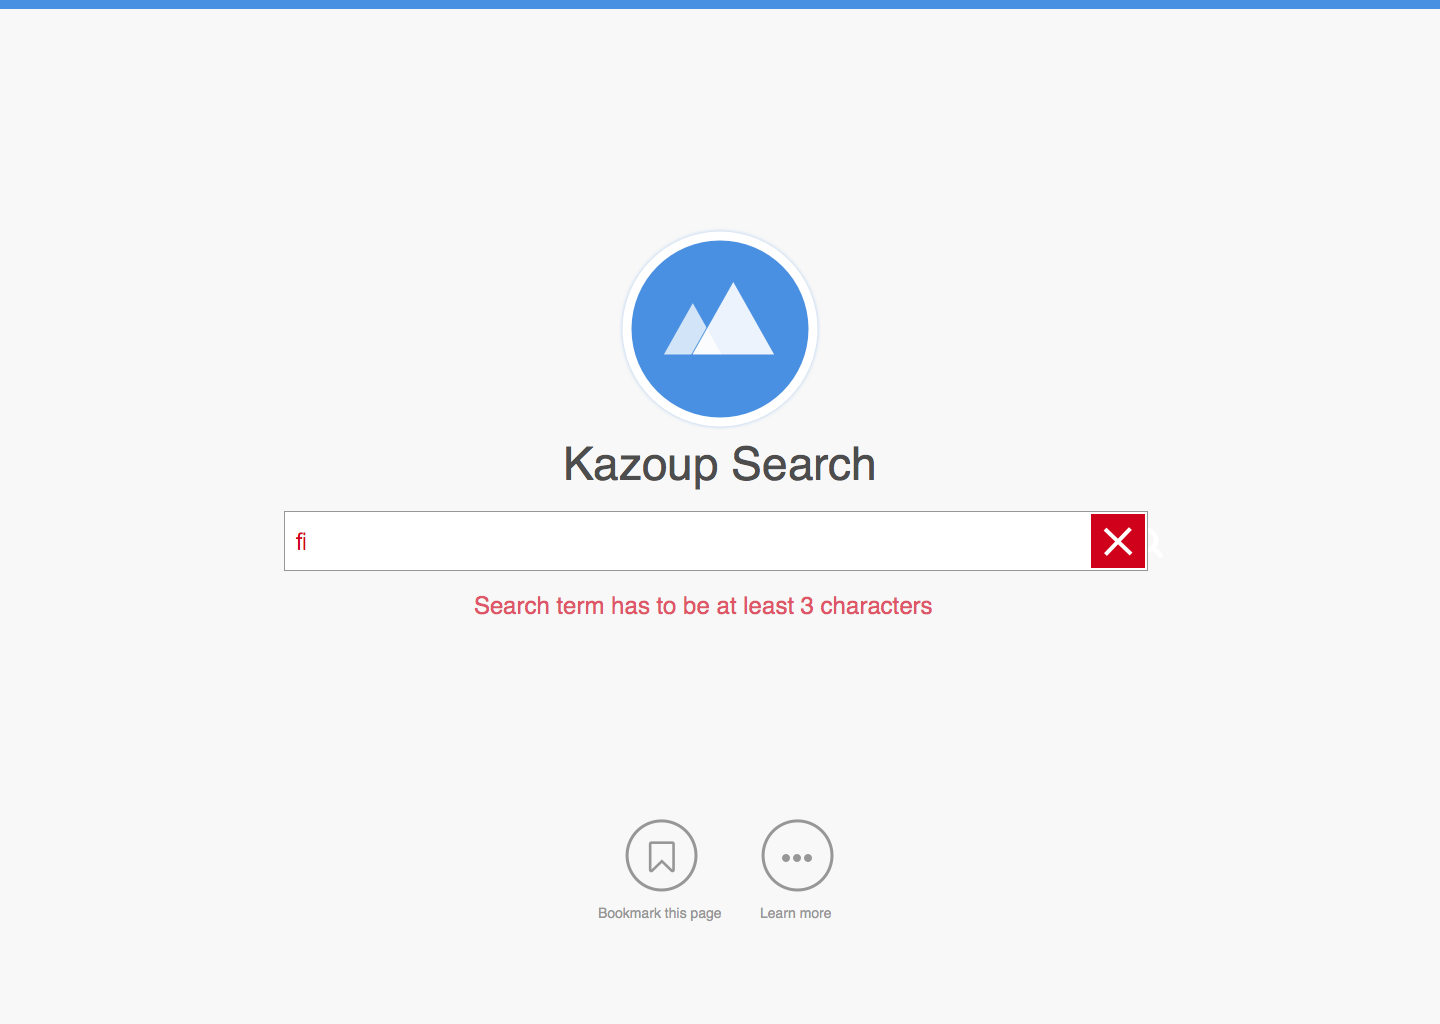 Kazoup Search
fi
Search term has to be at least 3 characters
Bookmark this page
Learn more